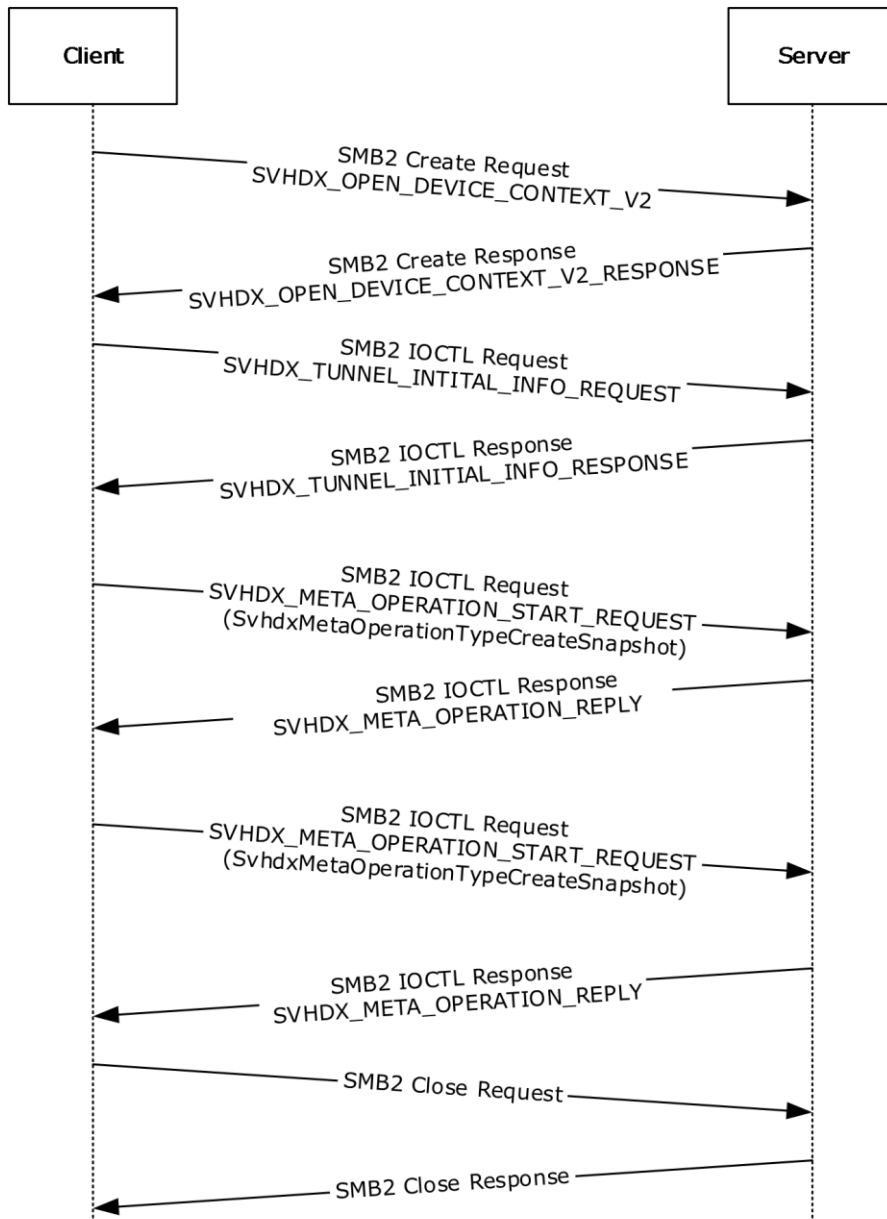 Client
Server
SMB2 Create Request
SVHDX_OPEN_DEVICE_CONTEXT_V2
SMB2 Create Response
SVHDX_OPEN_DEVICE_CONTEXT_V2_RESPONSE
SMB2 IOCTL Request
SVHDX_TUNNEL_INTITAL_INFO_REQUEST
SMB2 IOCTL Response
SVHDX_TUNNEL_INITIAL_INFO_RESPONSE
SMB2 IOCTL Request
SVHDX_META_OPERATION_START_REQUEST
(SvhdxMetaOperationTypeCreateSnapshot)
SMB2 IOCTL Response
SVHDX_META_OPERATION_REPLY
SMB2 IOCTL Request
SVHDX_META_OPERATION_START_REQUEST
(SvhdxMetaOperationTypeCreateSnapshot)
SMB2 IOCTL Response
SVHDX_META_OPERATION_REPLY
SMB2 Close Request
SMB2 Close Response